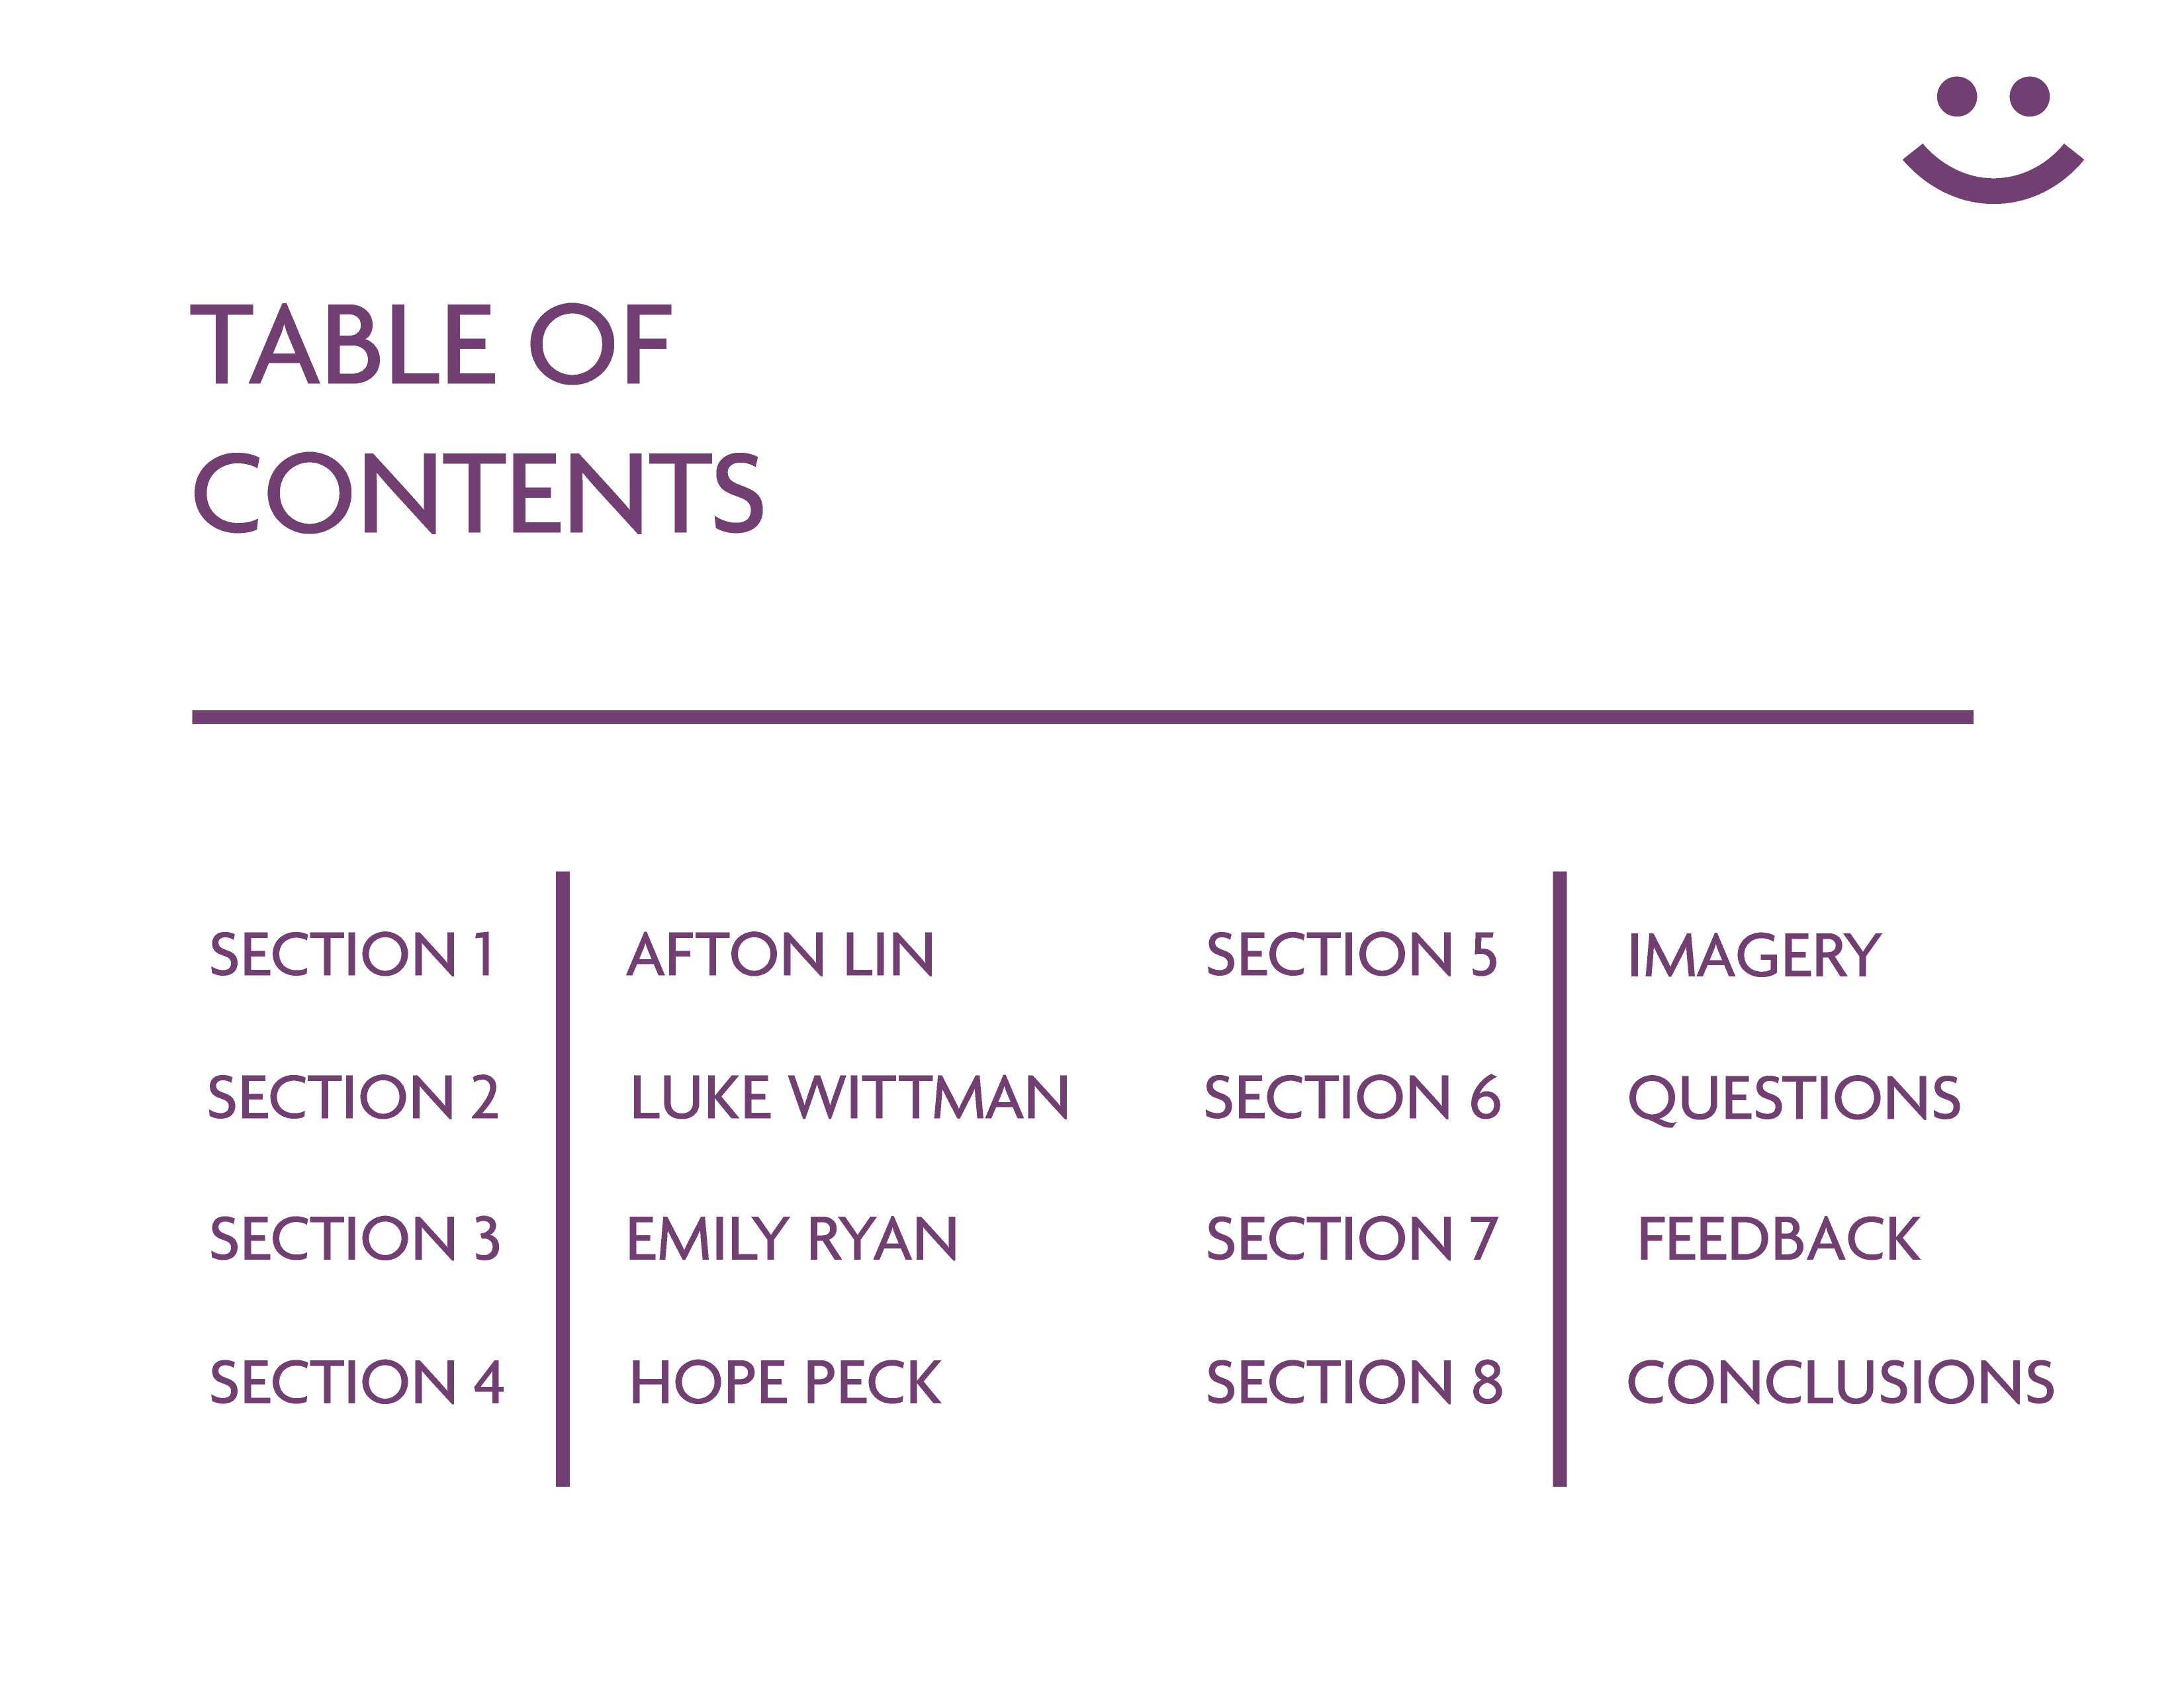 TABLE OF
CONTENTS
SECTION 1 AFTON LIN
SECTION 2 LUKE WITTMAN
SECTION 3 EMILY RYAN
SECTION 4 HOPE PECK
SECTION 5 IMAGERY
SECTION 6 QUESTIONS
SECTION 7 FEEDBACK
SECTION 8 CONCLUSIONS